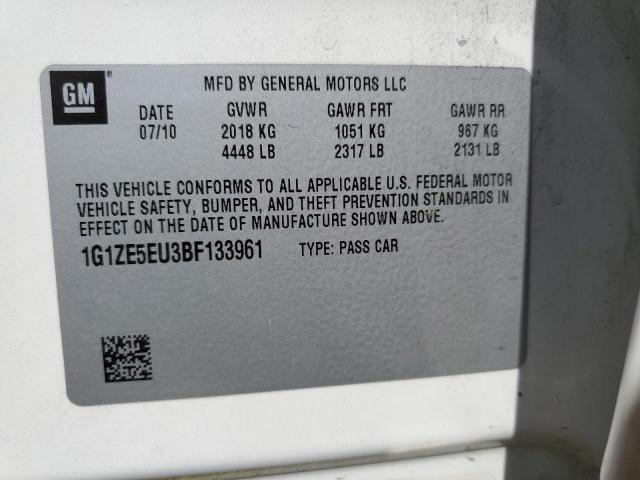 GM
MFD BY GENERAL MOTORS LLC
DATE GVWR GAWR FRT GAWR RR
07/10 2018 KG 1051 KG 967 KG
4448 LB 2317 LB 2131 LB
THIS VEHICLE CONFORMS TO ALL APPLICABLE U.S. FEDERAL MOTOR
VEHICLE SAFETY, BUMPER, AND THEFT PREVENTION STANDARDS IN
EFFECT ON THE DATE OF MANUFACTURE SHOWN ABOVE.
1G1ZE5EU3BF133961 TYPE: PASS CAR